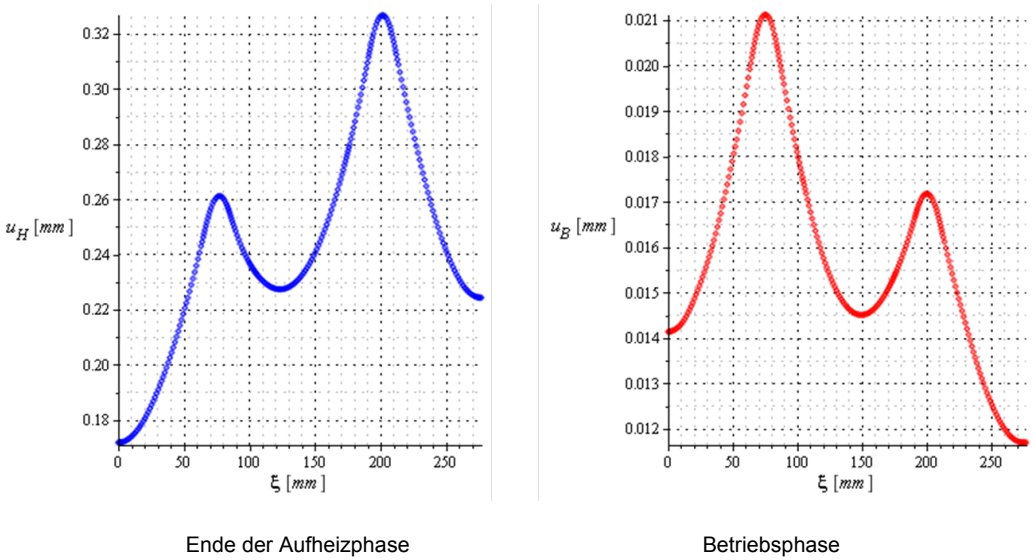 0.32
0.30
0.28
0.26
0.24
0.22
0.20
0.18
u_H [mm]
0 50 100 150 200 250
ξ [mm]
0.021
0.020
0.019
0.018
0.017
0.016
0.015
0.014
0.013
0.012
u_B [mm]
0 50 100 150 200 250
ξ [mm]
Ende der Aufheizphase
Betriebsphase